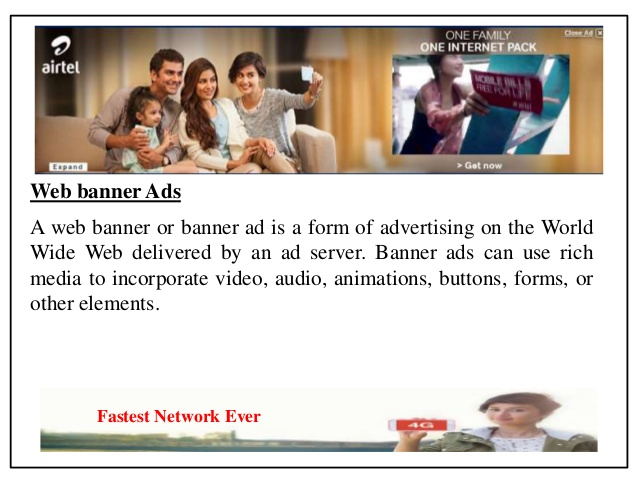 airtel
ONE FAMILY
ONE INTERNET PACK
Close Ad X
MOBILE BILLS
FREE FOR LIFE
Expand
> Get now
Web banner Ads
A web banner or banner ad is a form of advertising on the World
Wide Web delivered by an ad server. Banner ads can use rich
media to incorporate video, audio, animations, buttons, forms, or
other elements.
Fastest Network Ever
4G